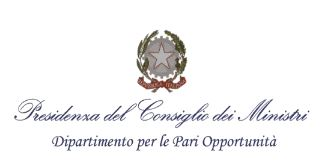 Presidenza del Consiglio dei Ministri
Dipartimento per le Pari Opportunità